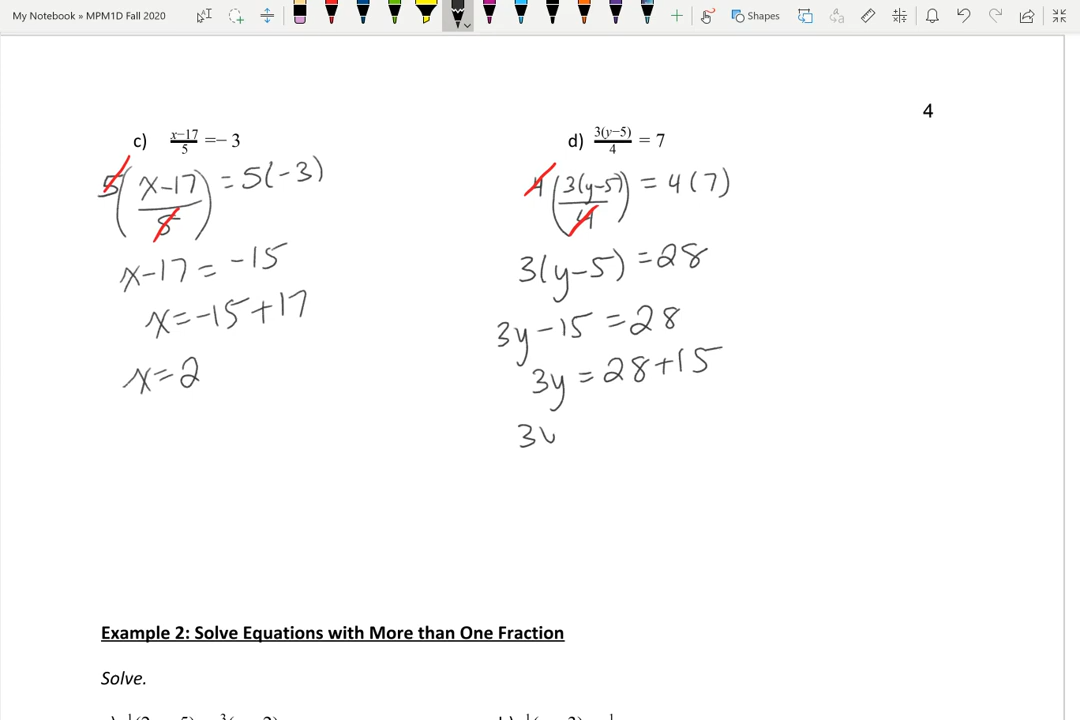 My Notebook » MPM1D Fall 2020
Shapes
4
c) x−17/5 = −3
5(x−17/5) = 5(−3)
x−17 = −15
x = −15+17
x = 2
d) 3(y−5)/4 = 7
4(3(y−5)/4) = 4(7)
3(y−5) = 28
3y−15 = 28
3y = 28+15
3
Example 2: Solve Equations with More than One Fraction
Solve.